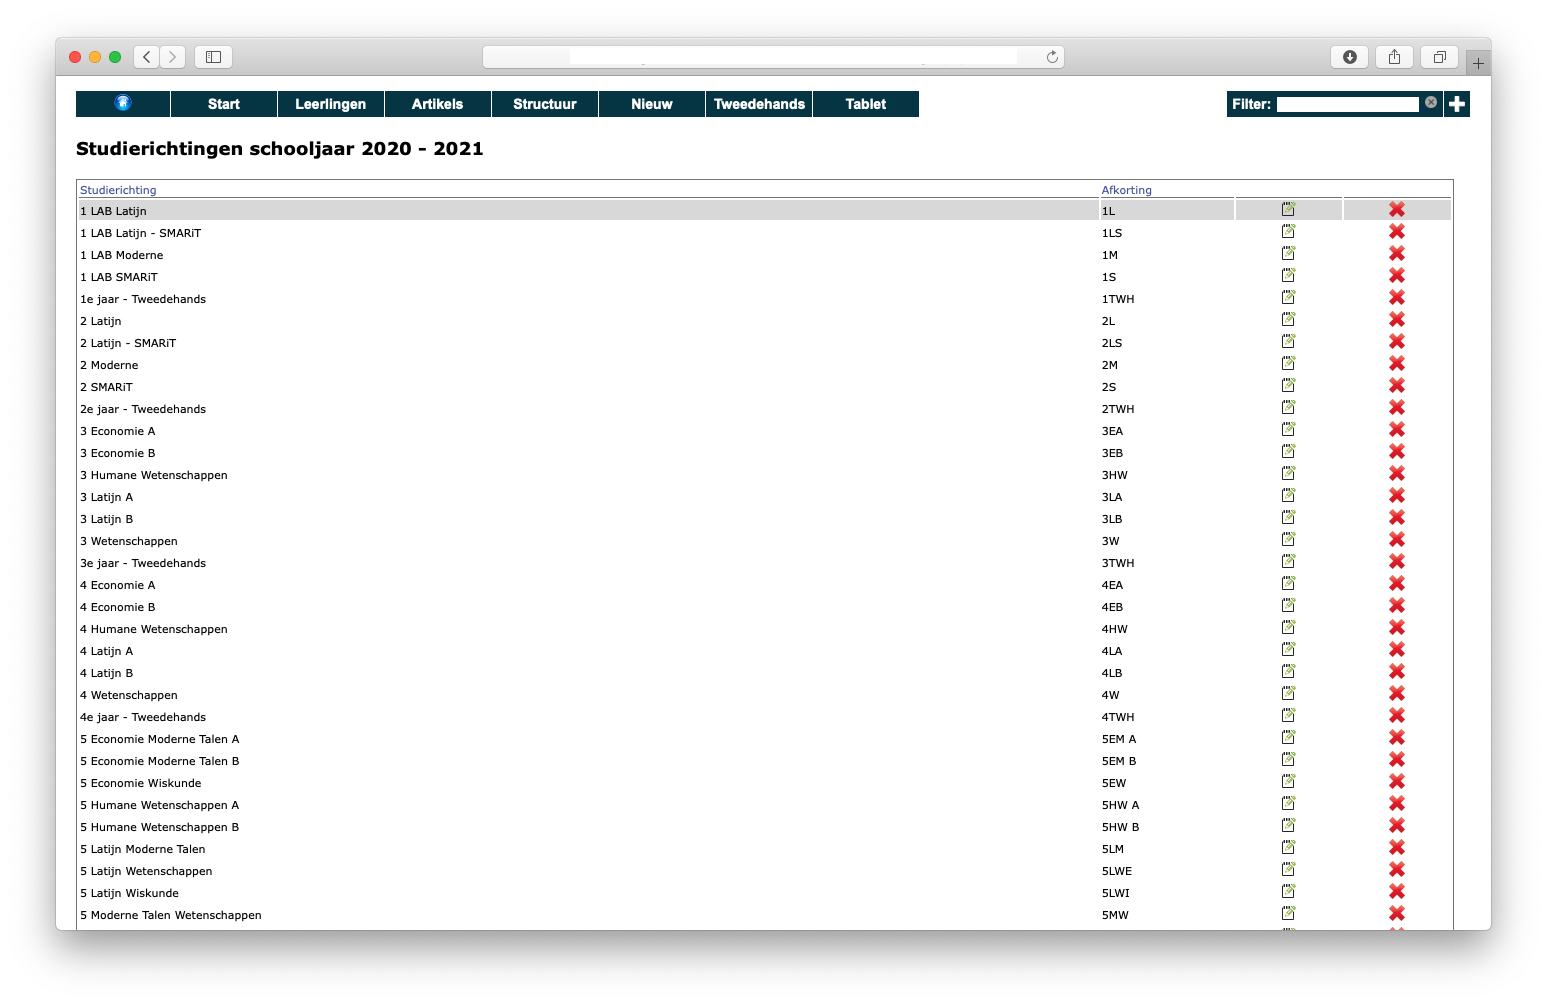 Start Leerlingen Artikels Structuur Nieuw Tweedehands Tablet Filter:
Studierichtingen schooljaar 2020 - 2021
Studierichting Afkorting
1 LAB Latijn 1L
1 LAB Latijn - SMARiT 1LS
1 LAB Moderne 1M
1 LAB SMARiT 1S
1e jaar - Tweedehands 1TWH
2 Latijn 2L
2 Latijn - SMARiT 2LS
2 Moderne 2M
2 SMARiT 2S
2e jaar - Tweedehands 2TWH
3 Economie A 3EA
3 Economie B 3EB
3 Humane Wetenschappen 3HW
3 Latijn A 3LA
3 Latijn B 3LB
3 Wetenschappen 3W
3e jaar - Tweedehands 3TWH
4 Economie A 4EA
4 Economie B 4EB
4 Humane Wetenschappen 4HW
4 Latijn A 4LA
4 Latijn B 4LB
4 Wetenschappen 4W
4e jaar - Tweedehands 4TWH
5 Economie Moderne Talen A 5EM A
5 Economie Moderne Talen B 5EM B
5 Economie Wiskunde 5EW
5 Humane Wetenschappen A 5HW A
5 Humane Wetenschappen B 5HW B
5 Latijn Moderne Talen 5LM
5 Latijn Wetenschappen 5LWE
5 Latijn Wiskunde 5LWI
5 Moderne Talen Wetenschappen 5MW